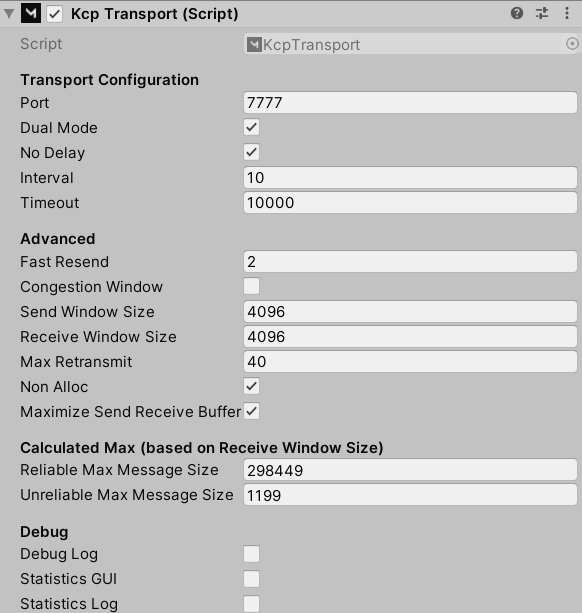 Kcp Transport (Script)
Script KcpTransport
Transport Configuration
Port 7777
Dual Mode
No Delay
Interval 10
Timeout 10000
Advanced
Fast Resend 2
Congestion Window
Send Window Size 4096
Receive Window Size 4096
Max Retransmit 40
Non Alloc
Maximize Send Receive Buffer
Calculated Max (based on Receive Window Size)
Reliable Max Message Size 298449
Unreliable Max Message Size 1199
Debug
Debug Log
Statistics GUI
Statistics Log